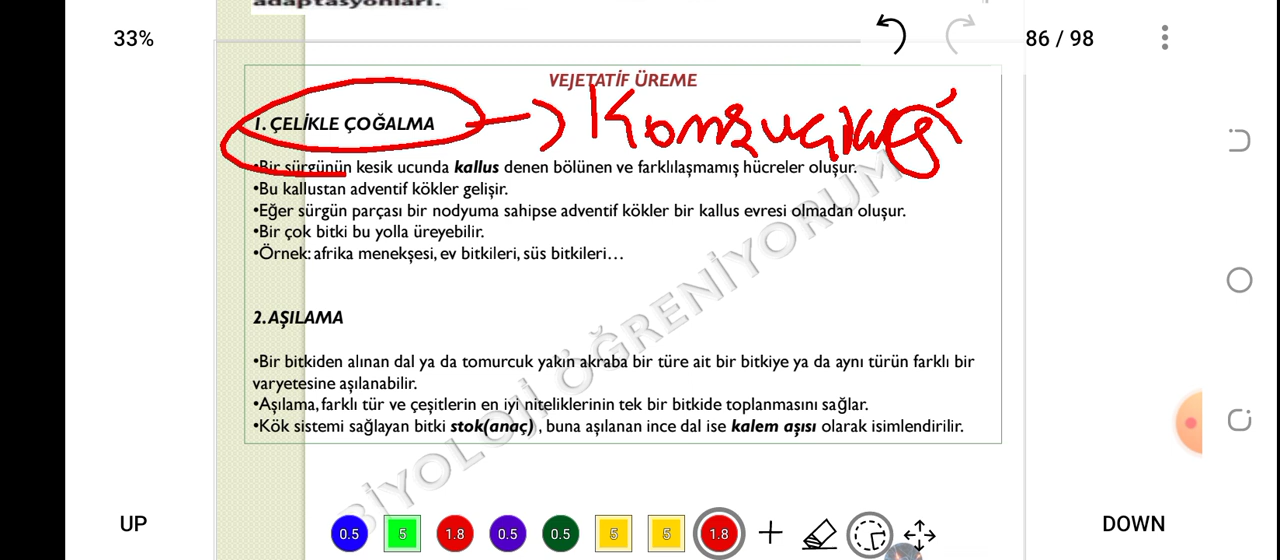 adaptasyonları.
33%
86 / 98
VEJETATİF ÜREME
1. ÇELİKLE ÇOĞALMA
•Bir sürgünün kesik ucunda kallus denen bölünen ve farklılaşmamış hücreler oluşur.
•Bu kallustan adventif kökler gelişir.
•Eğer sürgün parçası bir nodyuma sahipse adventif kökler bir kallus evresi olmadan oluşur.
•Bir çok bitki bu yolla üreyebilir.
•Örnek: afrika menekşesi, ev bitkileri, süs bitkileri…
2. AŞILAMA
•Bir bitkiden alınan dal ya da tomurcuk yakın akraba bir türe ait bir bitkiye ya da aynı türün farklı bir
varyetesine aşılanabilir.
•Aşılama, farklı tür ve çeşitlerin en iyi niteliklerinin tek bir bitkide toplanmasını sağlar.
•Kök sistemi sağlayan bitki stok(anaç) , buna aşılanan ince dal ise kalem aşısı olarak isimlendirilir.
BİYOLOJİ ÖĞRENİYORUM
UP
0.5 5 1.8 0.5 0.5 5 5 1.8
DOWN